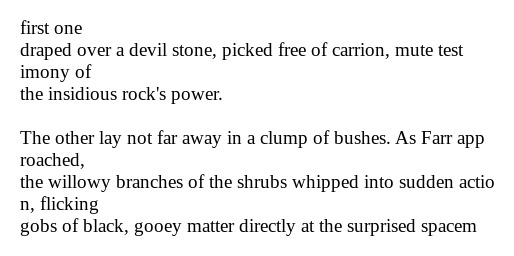 first one
draped over a devil stone, picked free of carrion, mute test
imony of
the insidious rock's power.

The other lay not far away in a clump of bushes. As Farr app
roached,
the willowy branches of the shrubs whipped into sudden actio
n, flicking
gobs of black, gooey matter directly at the surprised spacem